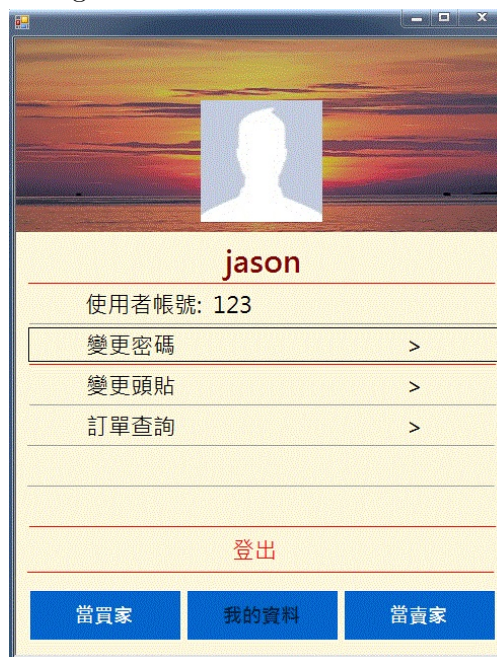 jason
使用者帳號: 123
變更密碼 >
變更頭貼 >
訂單查詢 >
登出
當買家 我的資料 當賣家